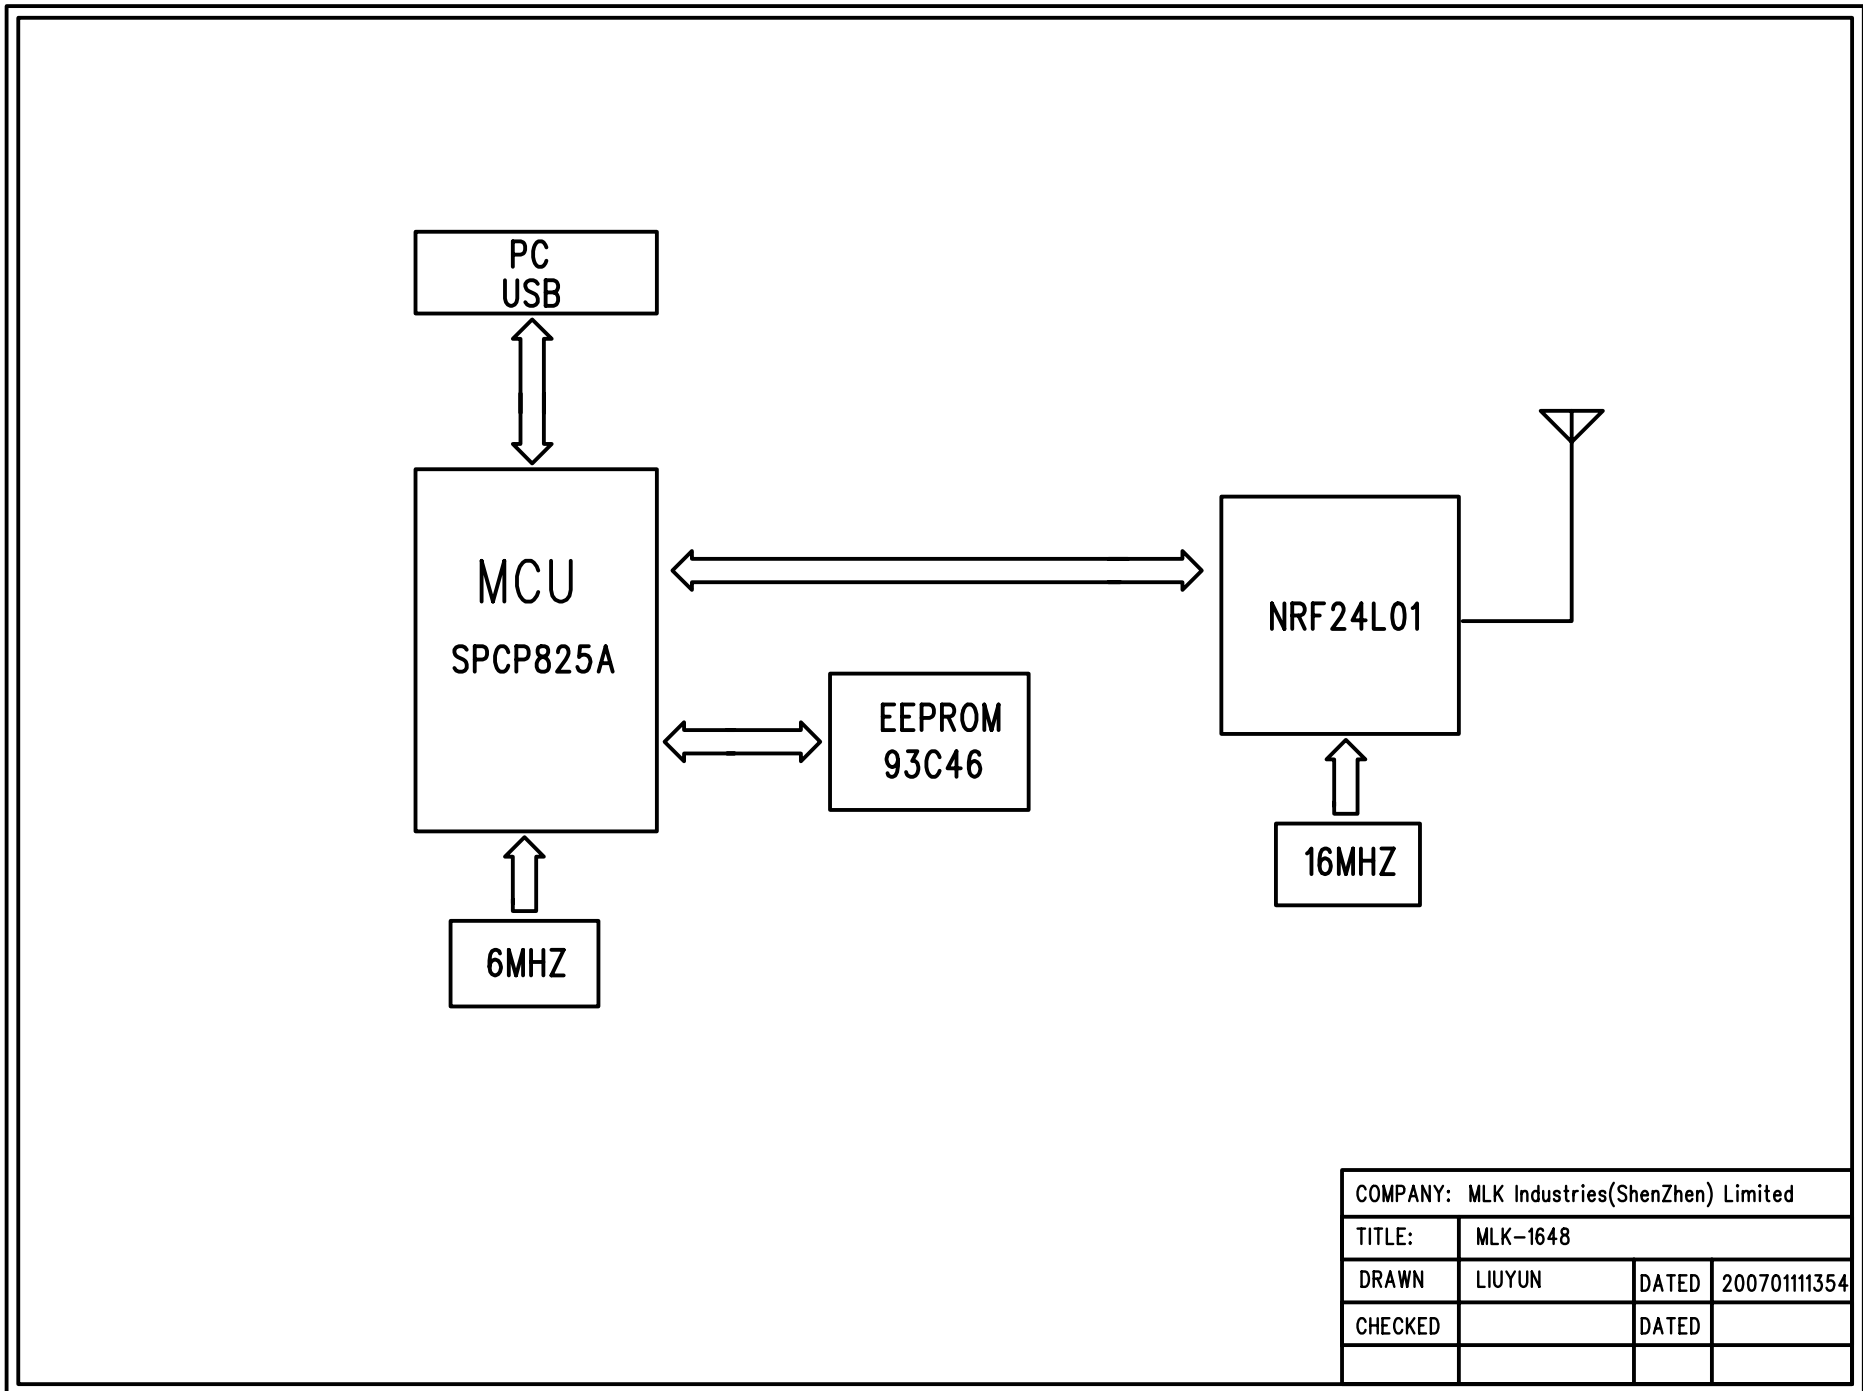 PC
USB
MCU
SPCP825A
NRF24L01
EEPROM
93C46
16MHZ
6MHZ
COMPANY: MLK Industries(ShenZhen) Limited
TITLE: MLK-1648
DRAWN LIUYUN DATED 200701111354
CHECKED DATED